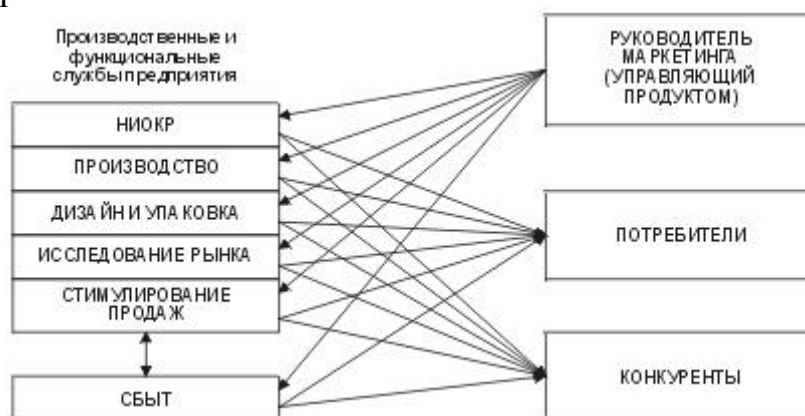 Производственные и
функциональные
службы предприятия
НИОКР
ПРОИЗВОДСТВО
ДИЗАЙН И УПАКОВКА
ИССЛЕДОВАНИЕ РЫНКА
СТИМУЛИРОВАНИЕ
ПРОДАЖ
СБЫТ
РУКОВОДИТЕЛЬ
МАРКЕТИНГА
(УПРАВЛЯЮЩИЙ
ПРОДУКТОМ)
ПОТРЕБИТЕЛИ
КОНКУРЕНТЫ